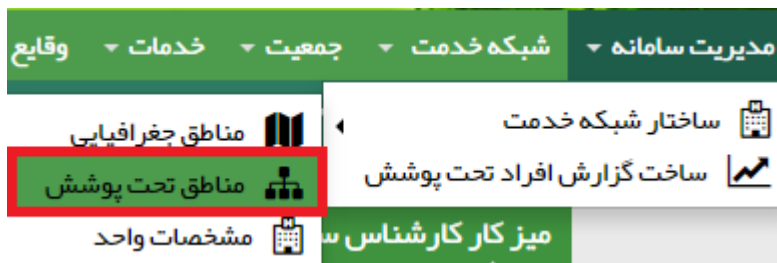 مدیریت سامانه شبکه خدمت جمعیت خدمات وقایع
ساختار شبکه خدمت
ساخت گزارش افراد تحت پوشش
مناطق جغرافیایی
مناطق تحت پوشش
مشخصات واحد
میز کار کارشناس س